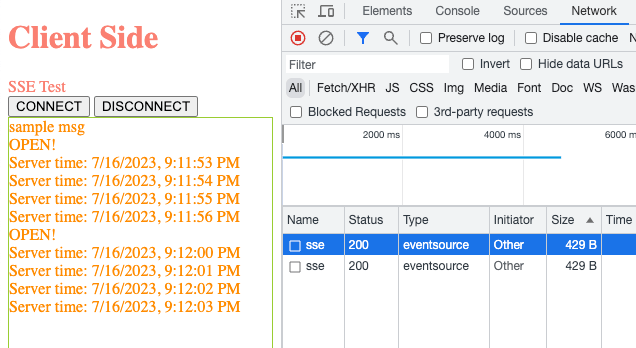 Client Side
SSE Test
CONNECT DISCONNECT
sample msg
OPEN!
Server time: 7/16/2023, 9:11:53 PM
Server time: 7/16/2023, 9:11:54 PM
Server time: 7/16/2023, 9:11:55 PM
Server time: 7/16/2023, 9:11:56 PM
OPEN!
Server time: 7/16/2023, 9:12:00 PM
Server time: 7/16/2023, 9:12:01 PM
Server time: 7/16/2023, 9:12:02 PM
Server time: 7/16/2023, 9:12:03 PM
Elements Console Sources Network
Preserve log Disable cache N
Filter Invert Hide data URLs
All Fetch/XHR JS CSS Img Media Font Doc WS Was
Blocked Requests 3rd-party requests
2000 ms 4000 ms 6000 m
Name Status Type Initiator Size Time
sse 200 eventsource Other 429 B
sse 200 eventsource Other 429 B